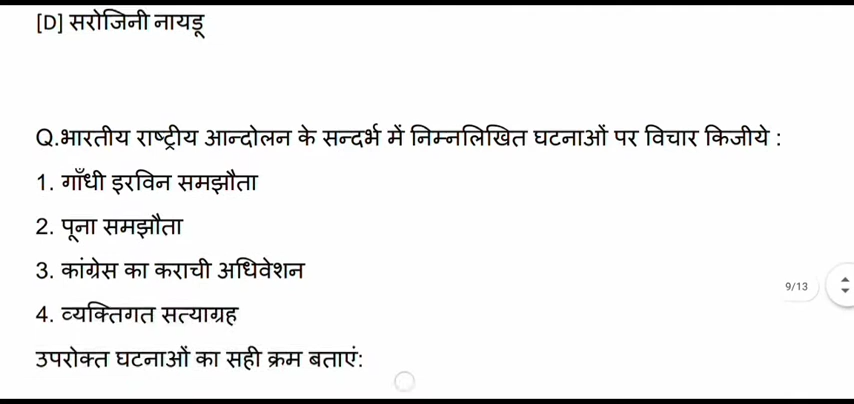 [D] सरोजिनी नायडू
Q.भारतीय राष्ट्रीय आन्दोलन के सन्दर्भ में निम्नलिखित घटनाओं पर विचार किजीये :
1. गाँधी इरविन समझौता
2. पूना समझौता
3. कांग्रेस का कराची अधिवेशन
9/13
4. व्यक्तिगत सत्याग्रह
उपरोक्त घटनाओं का सही क्रम बताएं: